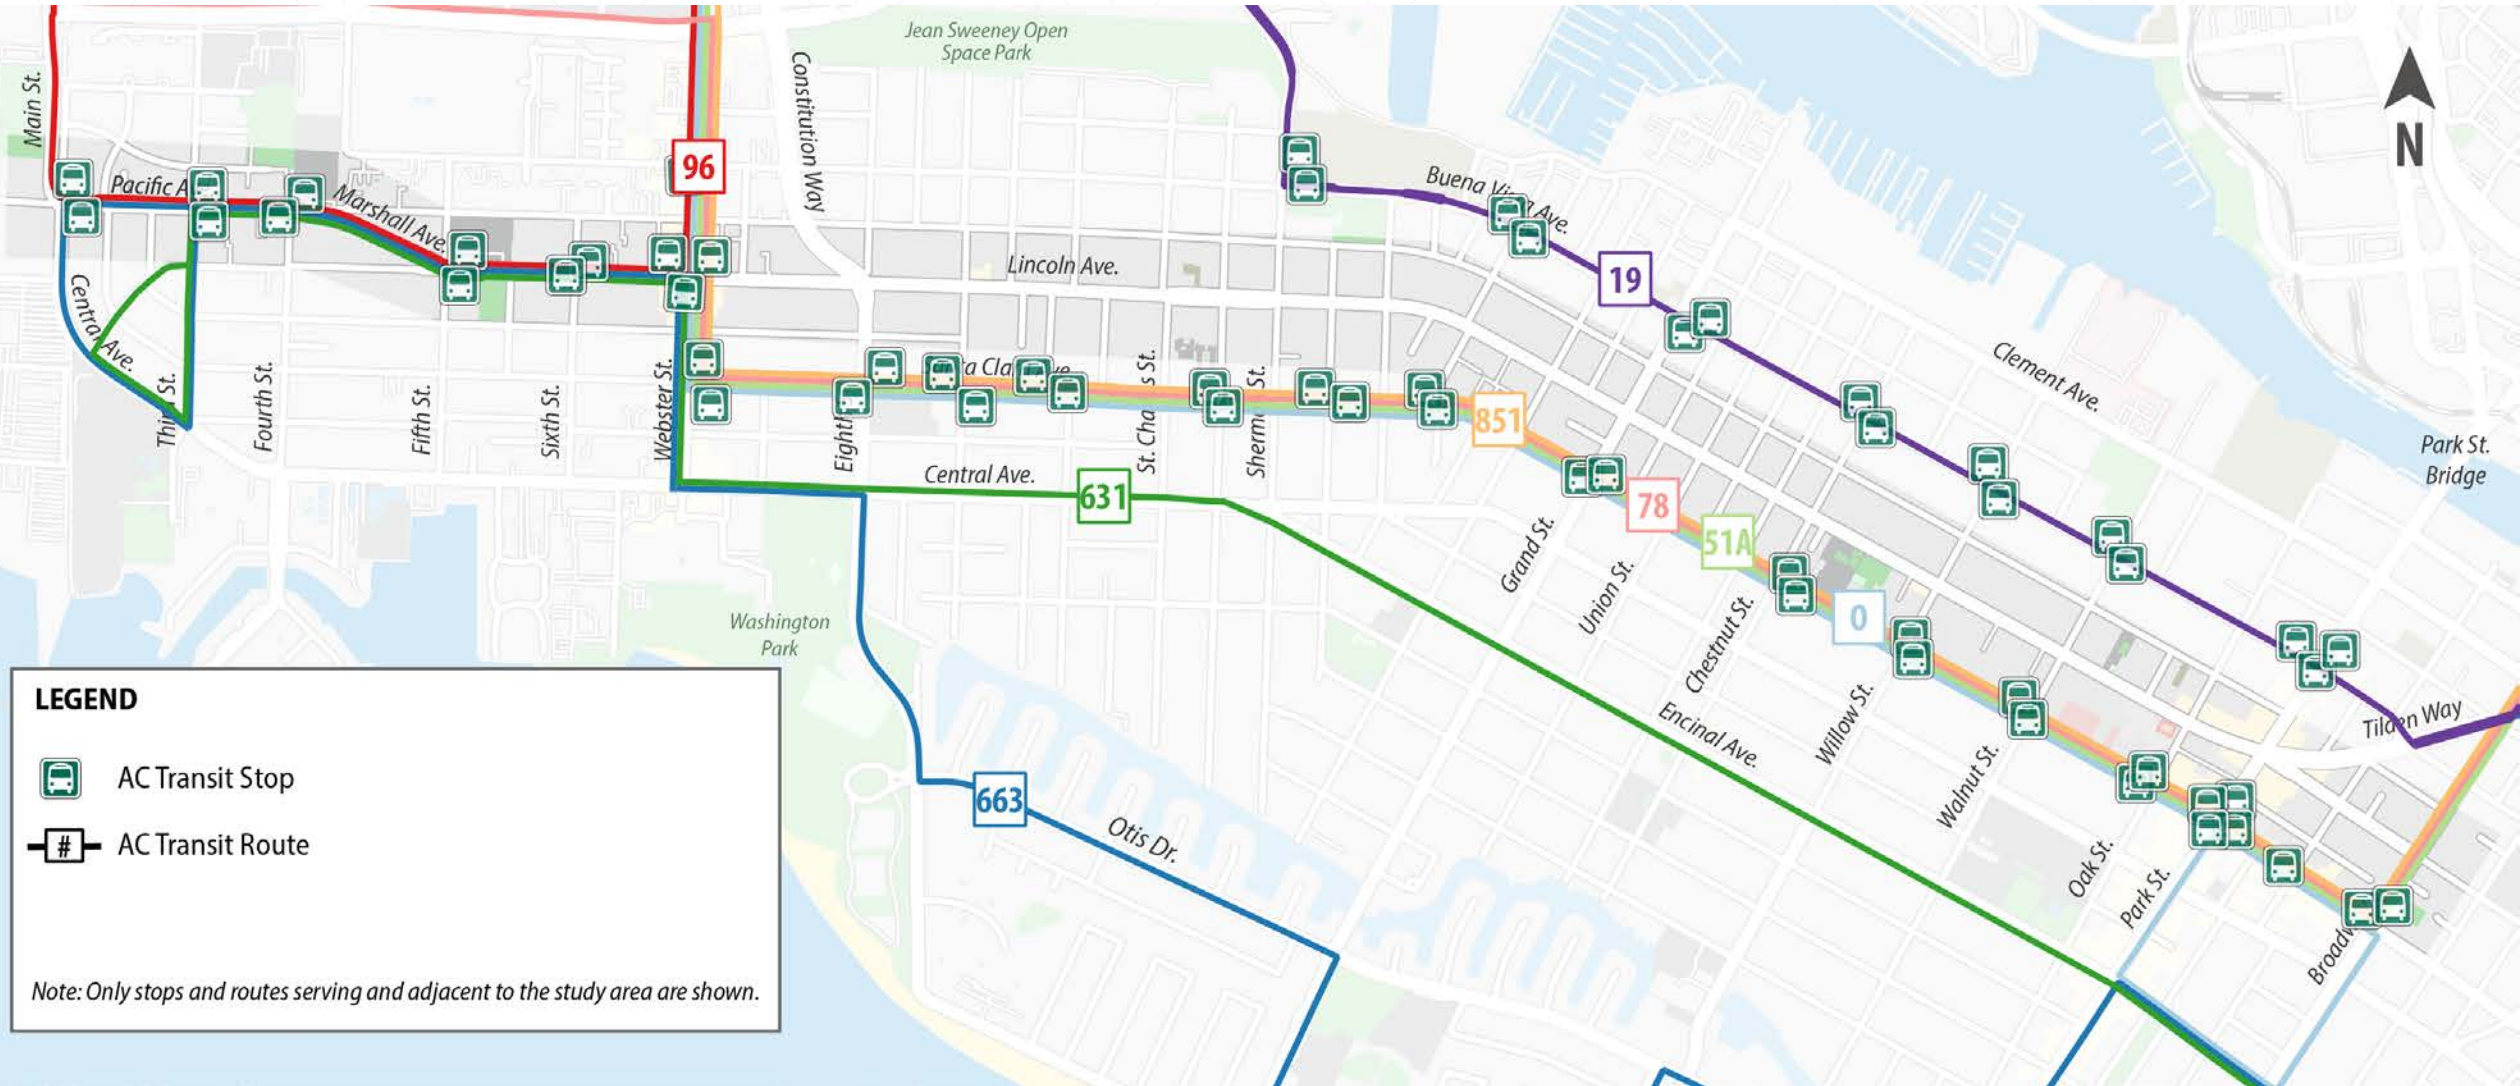 Jean Sweeney Open
Space Park
Main St.
Constitution Way
N
96
Pacific A
Marshall Ave.
Buena Vi
Ave.
19
Lincoln Ave.
Central Ave.
Clement Ave.
Park St.
Bridge
Third St.
Fourth St.
Fifth St.
Sixth St.
Webster St.
Eighth
St. Cha
s St.
Sherm
St.
851
Central Ave.
631
78
51A
0
Grand St.
Union St.
Chestnut St.
Willow St.
Walnut St.
Oak St.
Park St.
Broadw
Encinal Ave.
Tilden Way
Washington
Park
663
Otis Dr.
LEGEND
AC Transit Stop
# AC Transit Route
Note: Only stops and routes serving and adjacent to the study area are shown.